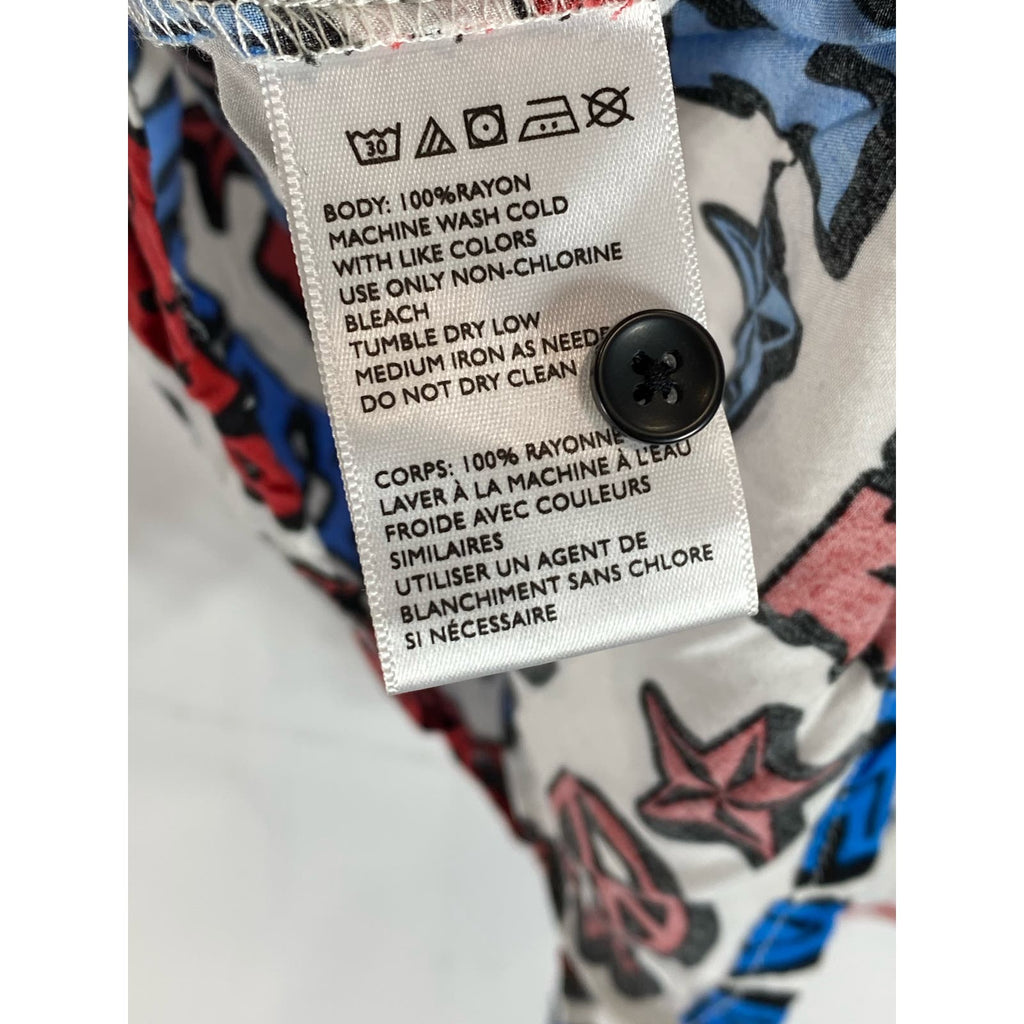 30
BODY: 100%RAYON
MACHINE WASH COLD
WITH LIKE COLORS
USE ONLY NON-CHLORINE
BLEACH
TUMBLE DRY LOW
MEDIUM IRON AS NEEDE
DO NOT DRY CLEAN
CORPS: 100% RAYONNE
LAVER À LA MACHINE À L'EAU
FROIDE AVEC COULEURS
SIMILAIRES
UTILISER UN AGENT DE
BLANCHIMENT SANS CHLORE
SI NÉCESSAIRE